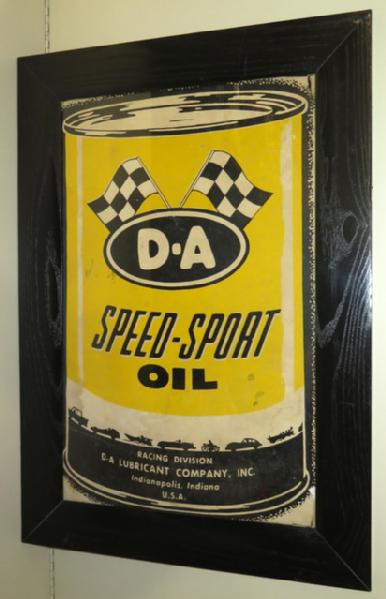 D·A
SPEED-SPORT
OIL
RACING DIVISION
D-A LUBRICANT COMPANY, INC.
Indianapolis, Indiana
U.S.A.